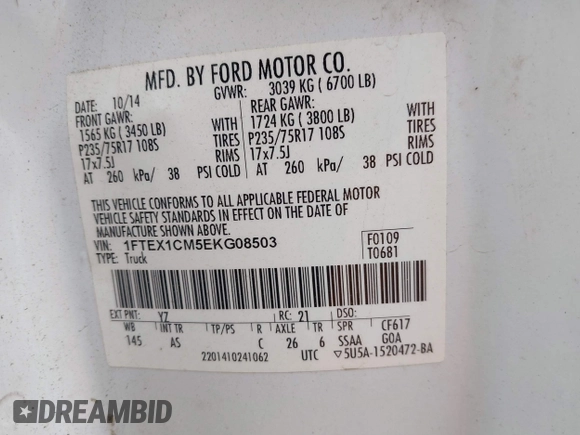 MFD. BY FORD MOTOR CO.
DATE: 10/14
GVWR: 3039 KG ( 6700 LB)
FRONT GAWR: REAR GAWR:
1565 KG ( 3450 LB) WITH 1724 KG ( 3800 LB) WITH
P235/75R17 108S TIRES P235/75R17 108S TIRES
17x7.5J RIMS 17x7.5J RIMS
AT 260 kPa/ 38 PSI COLD AT 260 kPa/ 38 PSI COLD
THIS VEHICLE CONFORMS TO ALL APPLICABLE FEDERAL MOTOR
VEHICLE SAFETY STANDARDS IN EFFECT ON THE DATE OF
MANUFACTURE SHOWN ABOVE.
VIN: 1FTEX1CM5EKG08503 F0109
TYPE: Truck T0681
EXT PNT: YZ RC: 21 DSO:
WB INT TR TP/PS R AXLE TR SPR CF617
145 AS C 26 6 SSAA GOA
2201410241062 UTC ▽5U5A-1520472-BA
DREAMBID